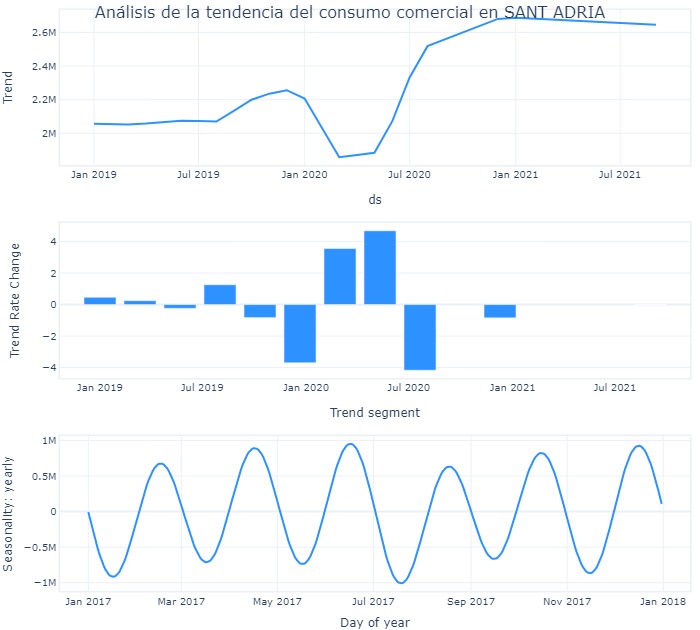 Análisis de la tendencia del consumo comercial en SANT ADRIA
Trend
2.6M
2.4M
2.2M
2M
Jan 2019 Jul 2019 Jan 2020 Jul 2020 Jan 2021 Jul 2021
ds
Trend Rate Change
4
2
0
−2
−4
Jan 2019 Jul 2019 Jan 2020 Jul 2020 Jan 2021 Jul 2021
Trend segment
Seasonality: yearly
1M
0.5M
0
−0.5M
−1M
Jan 2017 Mar 2017 May 2017 Jul 2017 Sep 2017 Nov 2017 Jan 2018
Day of year